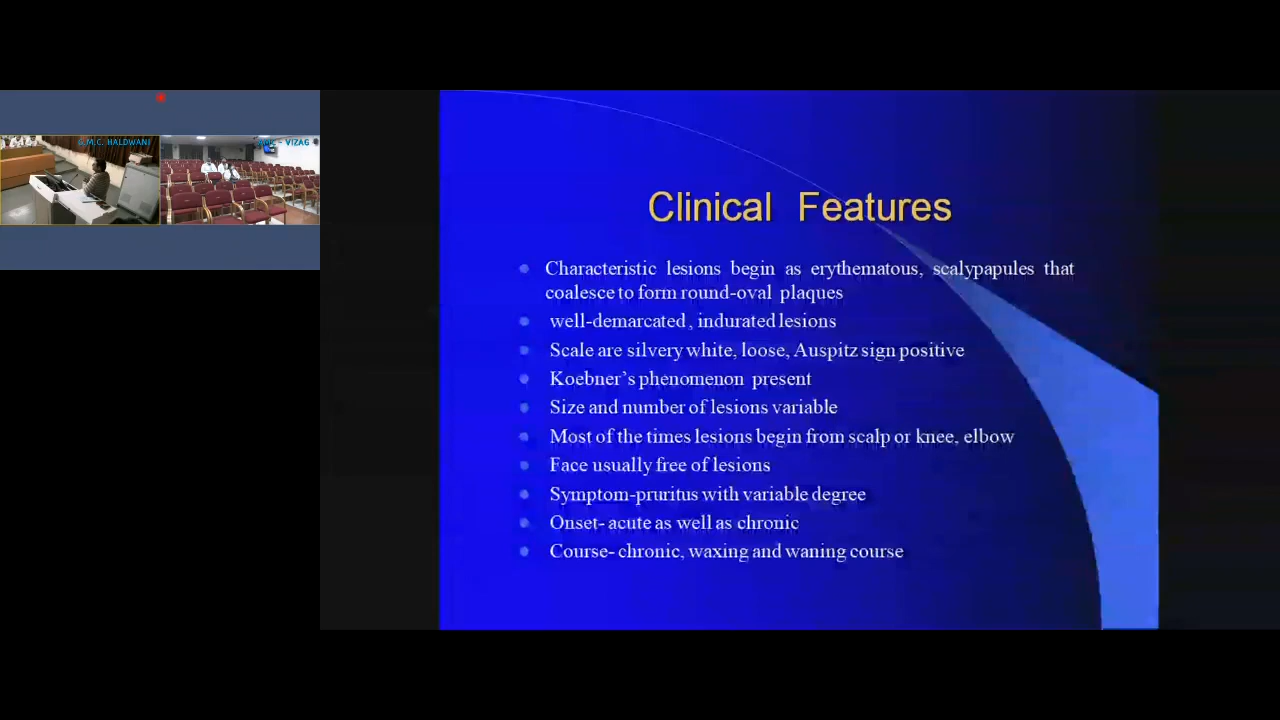 G.M.C. HALDWANI
- VIZAG
Clinical Features
Characteristic lesions begin as erythematous, scalypapules that
coalesce to form round-oval plaques
well-demarcated , indurated lesions
Scale are silvery white, loose, Auspitz sign positive
Koebner’s phenomenon present
Size and number of lesions variable
Most of the times lesions begin from scalp or knee, elbow
Face usually free of lesions
Symptom-pruritus with variable degree
Onset- acute as well as chronic
Course- chronic, waxing and waning course